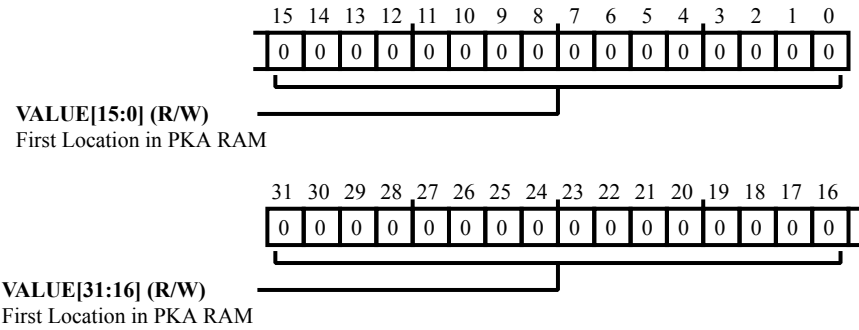 15 14 13 12 11 10 9 8 7 6 5 4 3 2 1 0
0 0 0 0 0 0 0 0 0 0 0 0 0 0 0 0
VALUE[15:0] (R/W)
First Location in PKA RAM
31 30 29 28 27 26 25 24 23 22 21 20 19 18 17 16
0 0 0 0 0 0 0 0 0 0 0 0 0 0 0 0
VALUE[31:16] (R/W)
First Location in PKA RAM